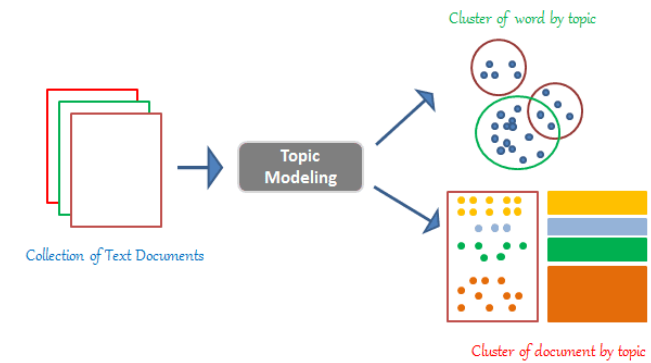 Cluster of word by topic
Topic
Modeling
Collection of Text Documents
Cluster of document by topic